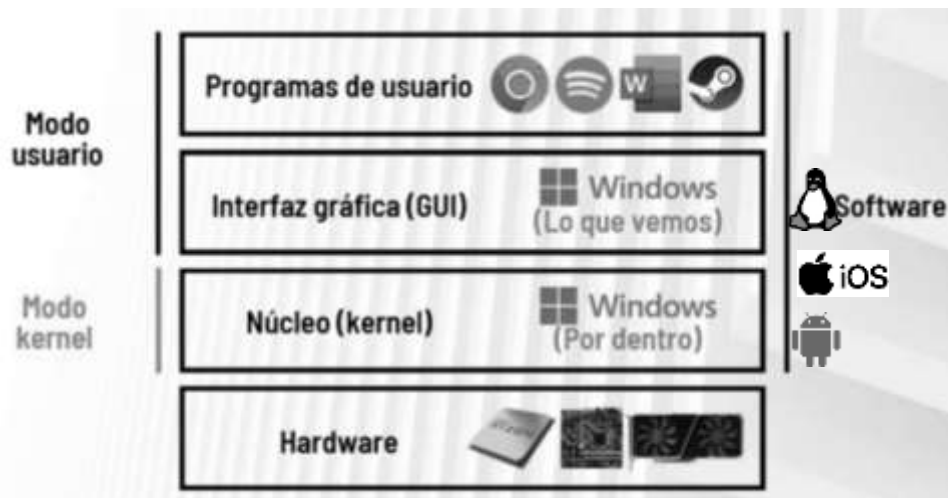 Programas de usuario
W
Modo
usuario
Interfaz gráfica (GUI)
Windows
(Lo que vemos)
Software
iOS
Modo
kernel
Núcleo (kernel)
Windows
(Por dentro)
Hardware
RYZEN